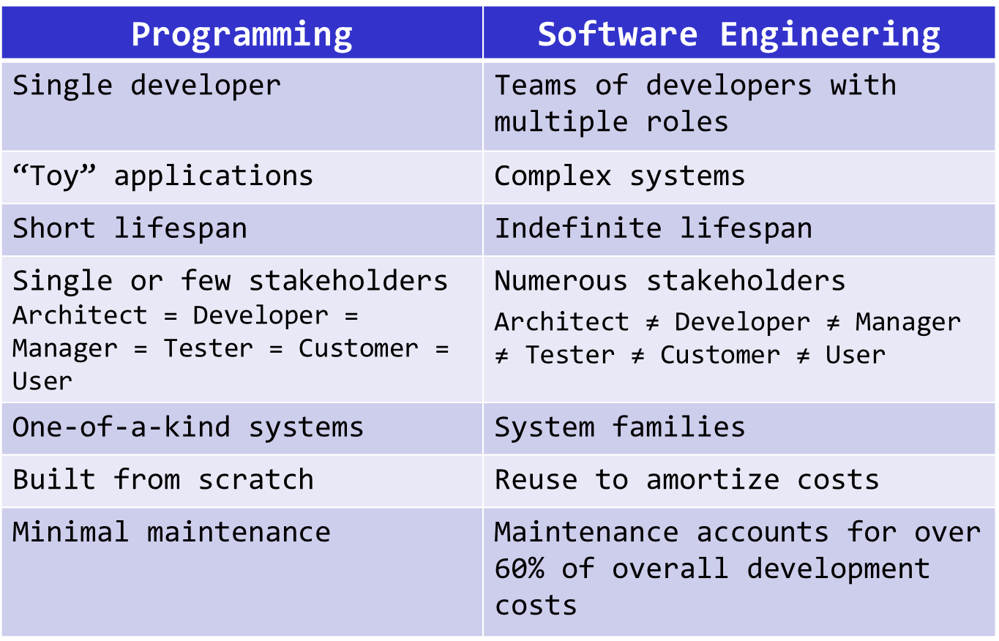 Programming
Software Engineering
Single developer
Teams of developers with
multiple roles
“Toy” applications
Complex systems
Short lifespan
Indefinite lifespan
Single or few stakeholders
Architect = Developer =
Manager = Tester = Customer =
User
Numerous stakeholders
Architect ≠ Developer ≠ Manager
≠ Tester ≠ Customer ≠ User
One-of-a-kind systems
System families
Built from scratch
Reuse to amortize costs
Minimal maintenance
Maintenance accounts for over
60% of overall development
costs